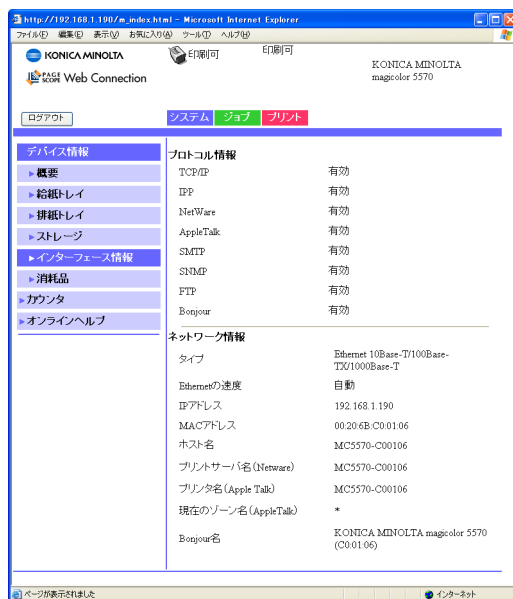 http://192.168.1.190/m_index.html - Microsoft Internet Explorer
ファイル(F) 編集(E) 表示(V) お気に入り(A) ツール(T) ヘルプ(H)
KONICA MINOLTA
印刷可
印刷可
KONICA MINOLTA
magicolor 5570
PAGE SCOPE Web Connection
ログアウト
システム ジョブ プリント
デバイス情報
概要
給紙トレイ
排紙トレイ
ストレージ
インターフェース情報
消耗品
カウンタ
オンラインヘルプ
プロトコル情報
TCP/IP 有効
IPP 有効
NetWare 有効
AppleTalk 有効
SMTP 有効
SNMP 有効
FTP 有効
Bonjour 有効
ネットワーク情報
タイプ Ethernet 10Base-T/100Base-
TX/1000Base-T
Ethernetの速度 自動
IPアドレス 192.168.1.190
MACアドレス 00:20:6B:C0:01:06
ホスト名 MC5570-C00106
プリントサーバ名(Netware) MC5570-C00106
プリンタ名(Apple Talk) MC5570-C00106
現在のゾーン名(AppleTalk) *
Bonjour名 KONICA MINOLTA magicolor 5570
(C0:01:06)
ページが表示されました インターネット